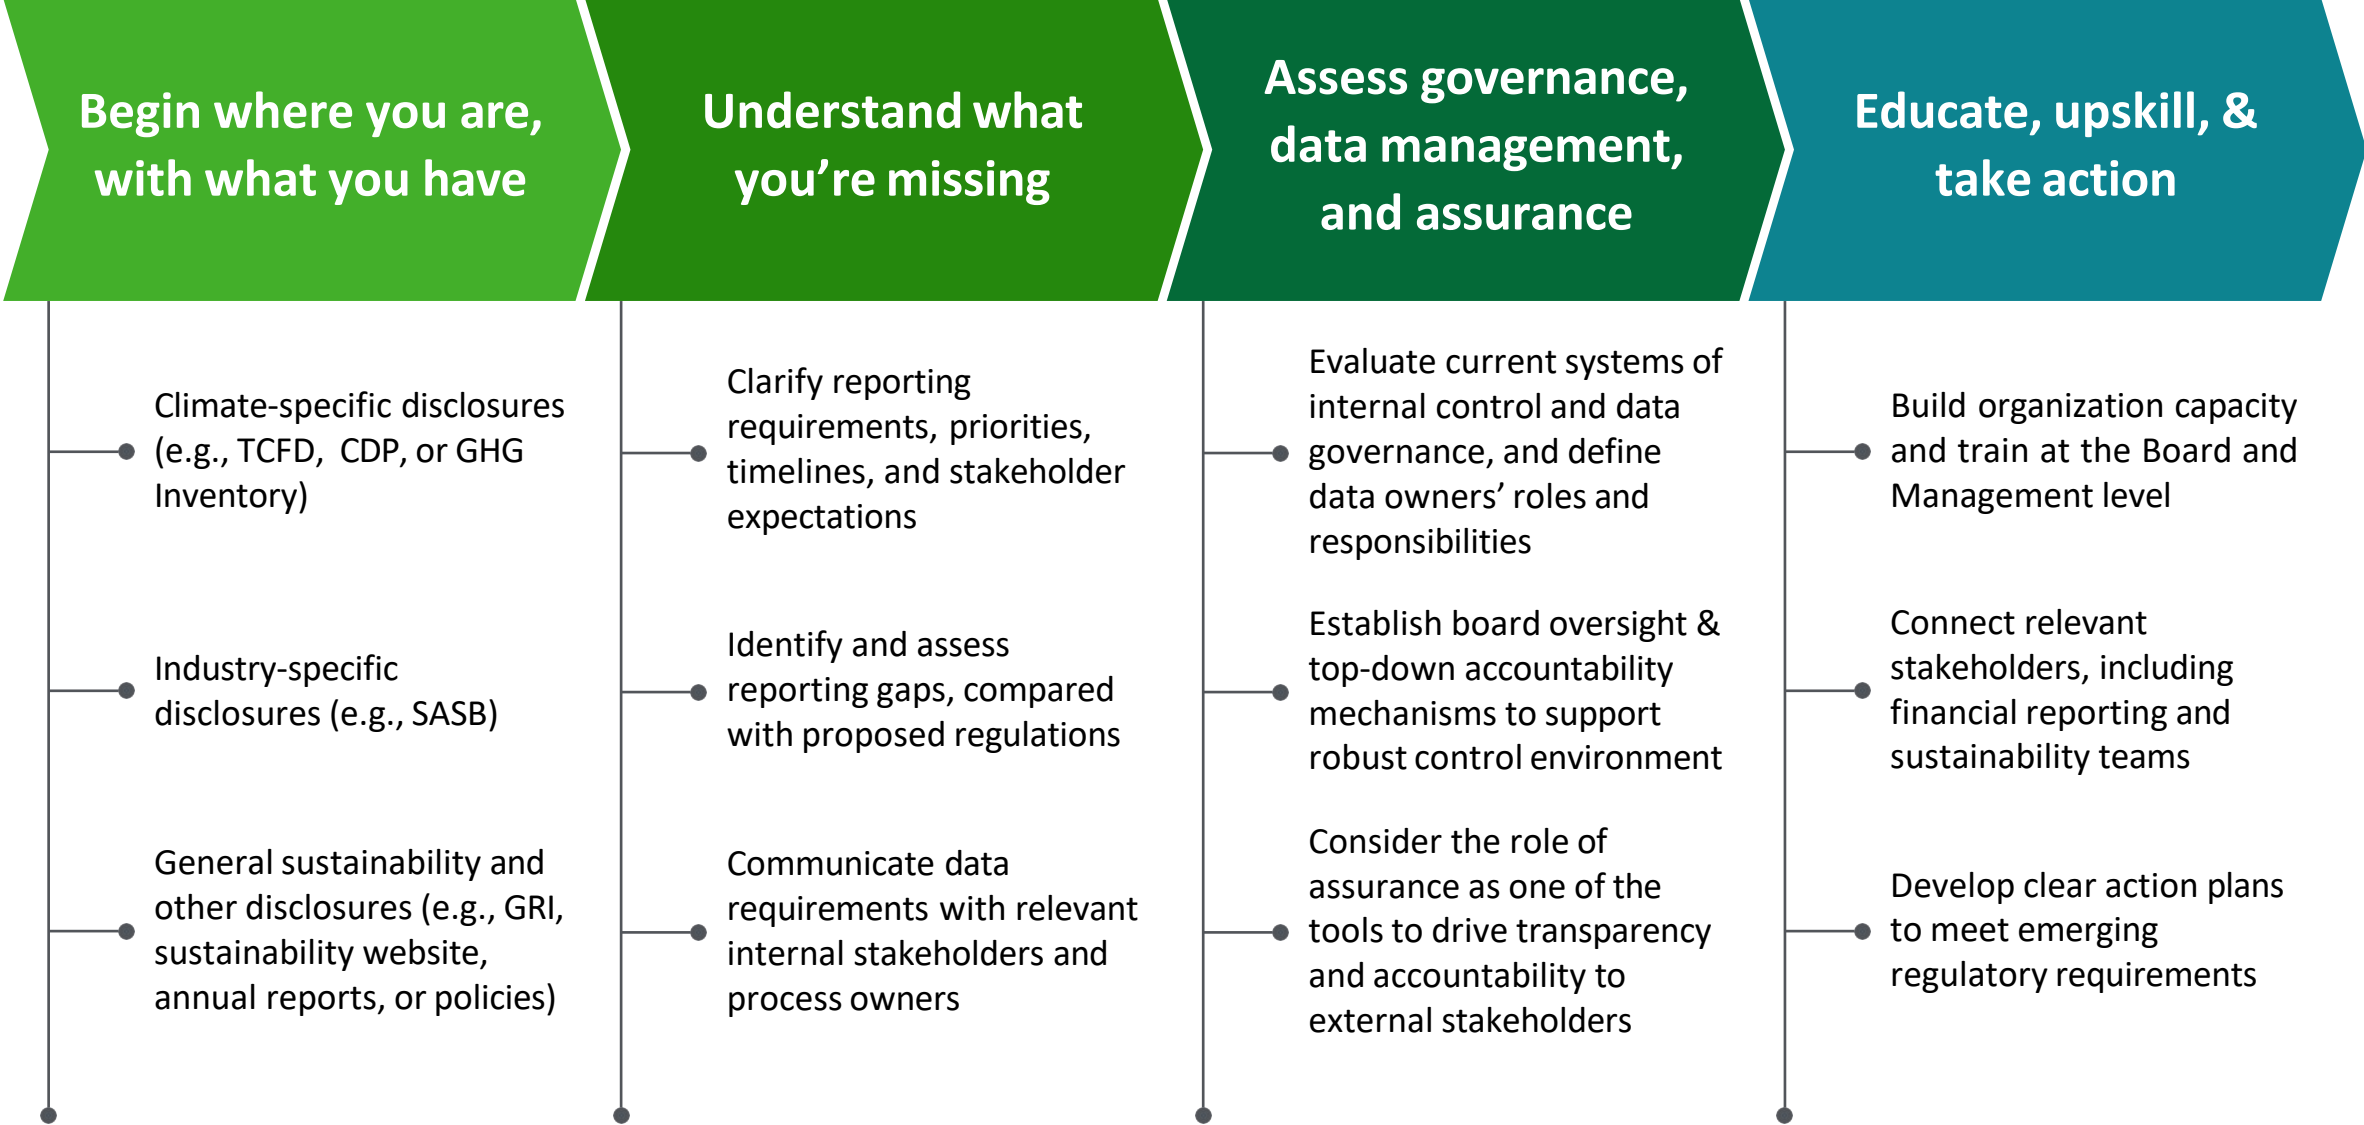 Begin where you are,
with what you have
Understand what
you’re missing
Assess governance,
data management,
and assurance
Educate, upskill, &
take action
Climate-specific disclosures
(e.g., TCFD, CDP, or GHG
Inventory)
Industry-specific
disclosures (e.g., SASB)
General sustainability and
other disclosures (e.g., GRI,
sustainability website,
annual reports, or policies)
Clarify reporting
requirements, priorities,
timelines, and stakeholder
expectations
Identify and assess
reporting gaps, compared
with proposed regulations
Communicate data
requirements with relevant
internal stakeholders and
process owners
Evaluate current systems of
internal control and data
governance, and define
data owners’ roles and
responsibilities
Establish board oversight &
top-down accountability
mechanisms to support
robust control environment
Consider the role of
assurance as one of the
tools to drive transparency
and accountability to
external stakeholders
Build organization capacity
and train at the Board and
Management level
Connect relevant
stakeholders, including
financial reporting and
sustainability teams
Develop clear action plans
to meet emerging
regulatory requirements